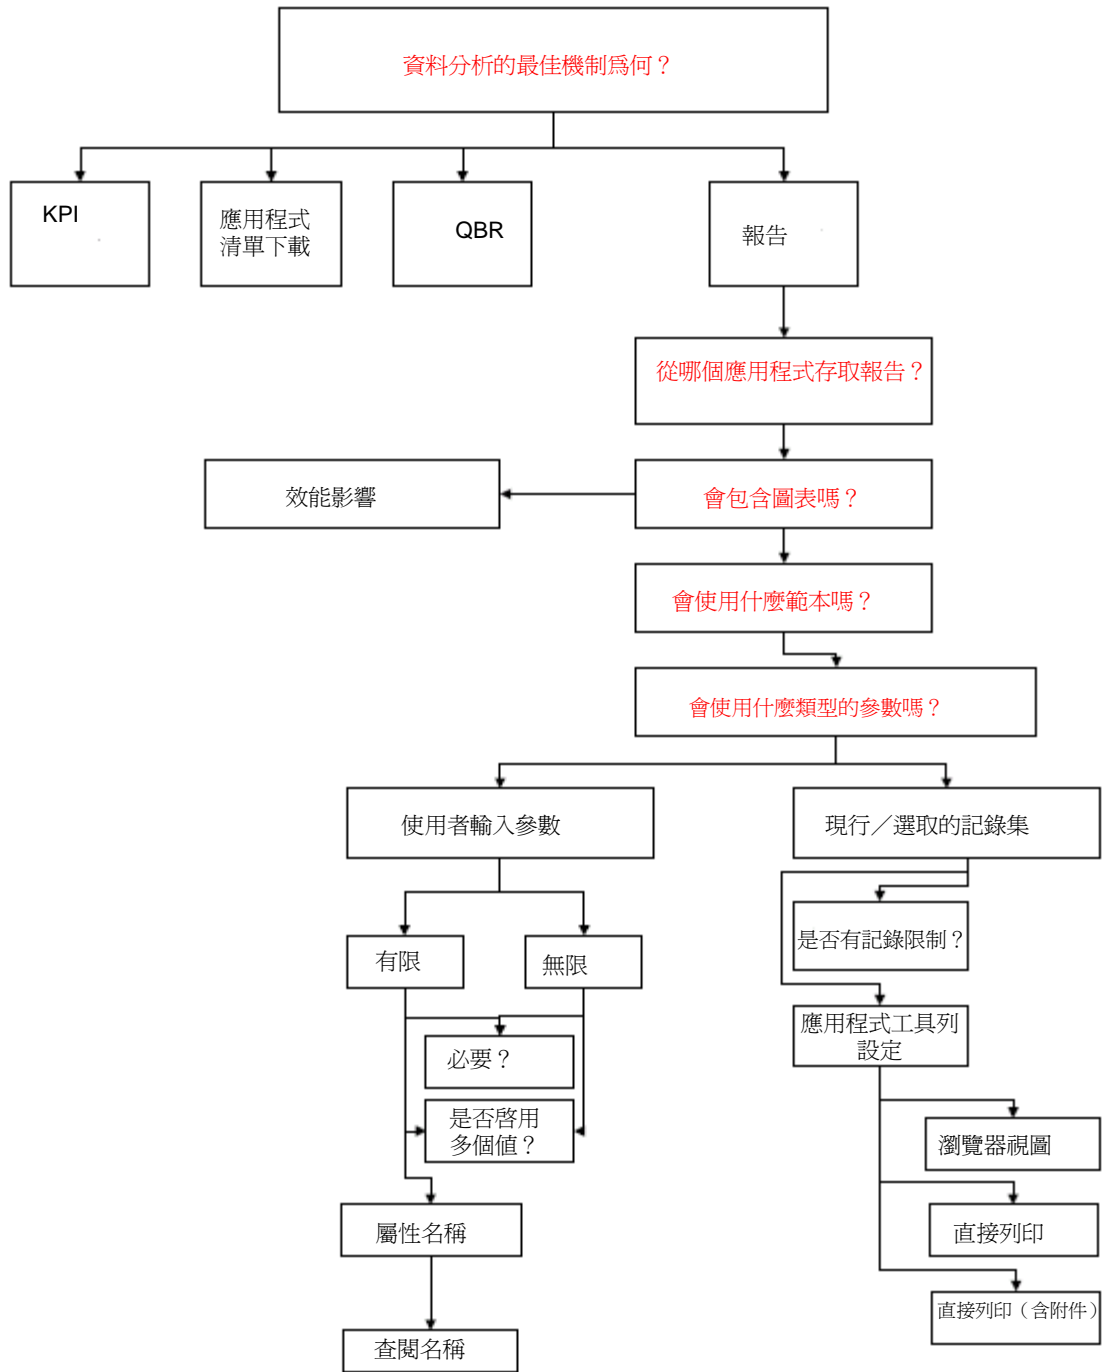 資料分析的最佳機制為何？
KPI
應用程式
清單下載
QBR
報告
從哪個應用程式存取報告？
效能影響
會包含圖表嗎？
會使用什麼範本嗎？
會使用什麼類型的參數嗎？
使用者輸入參數
現行／選取的記錄集
有限
無限
是否有記錄限制？
應用程式工具列
設定
必要？
是否啓用
多個值？
瀏覽器視圖
屬性名稱
直接列印
直接列印（含附件）
查閱名稱